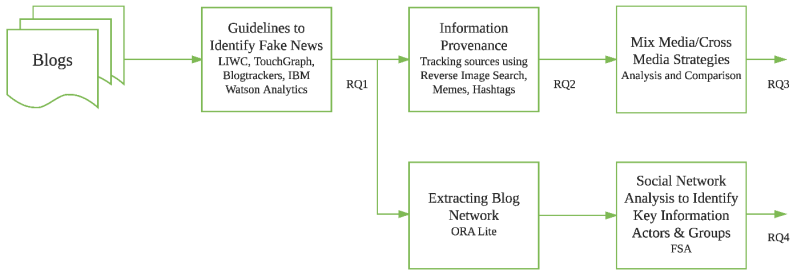 Blogs
Guidelines to
Identify Fake News
LIWC, TouchGraph,
Blogtrackers, IBM
Watson Analytics
RQ1
Information
Provenance
Tracking sources using
Reverse Image Search,
Memes, Hashtags
RQ2
Mix Media/Cross
Media Strategies
Analysis and Comparison
RQ3
Extracting Blog
Network
ORA Lite
Social Network
Analysis to Identify
Key Information
Actors & Groups
FSA
RQ4